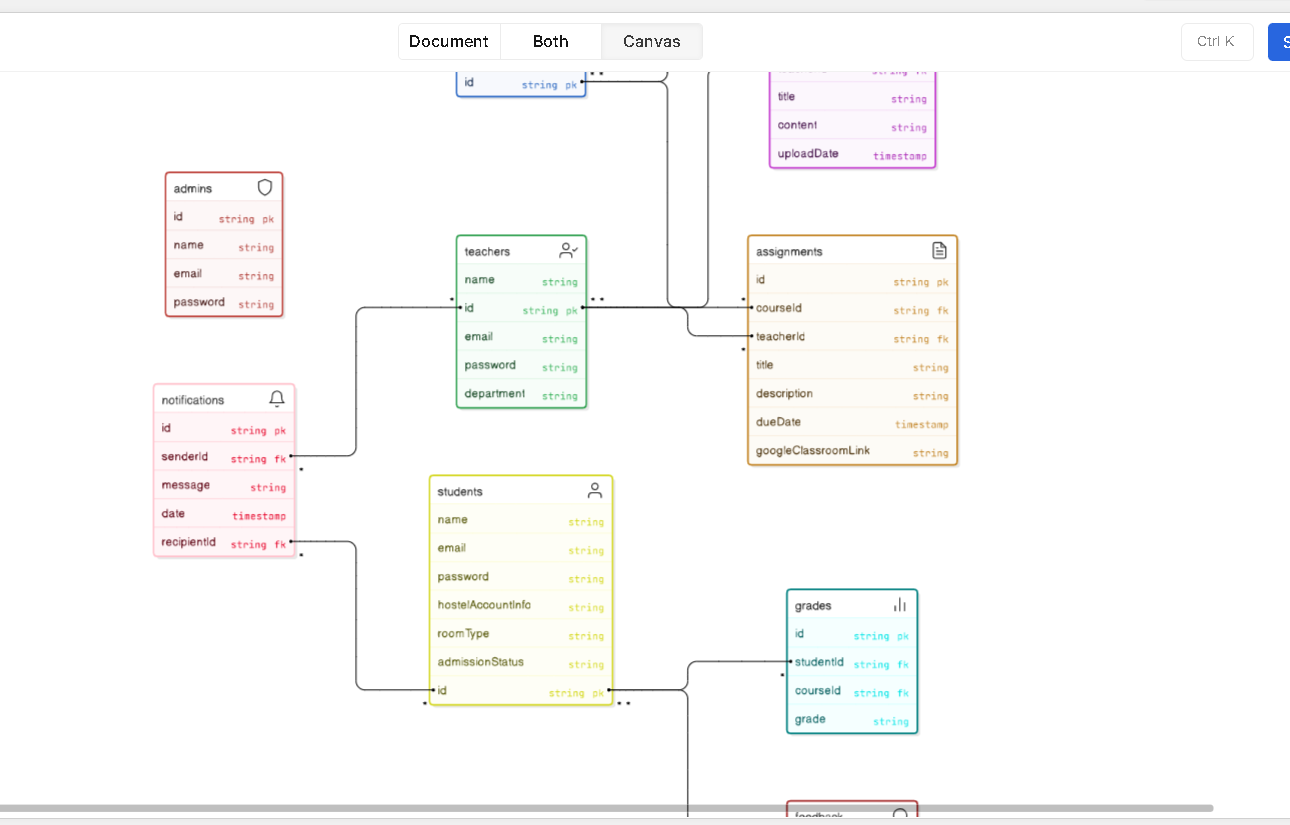 Document Both Canvas Ctrl K S
id string pk
title string
content string
uploadDate timestamp
admins
id string pk
name string
email string
password string
teachers
name string
id string pk
email string
password string
department string
assignments
id string pk
courseId string fk
teacherId string fk
title string
description string
dueDate timestamp
googleClassroomLink string
notifications
id string pk
senderId string fk
message string
date timestamp
recipientId string fk
students
name string
email string
password string
hostelAccountInfo string
roomType string
admissionStatus string
id string pk
grades
id string pk
studentId string fk
courseId string fk
grade string
feedback